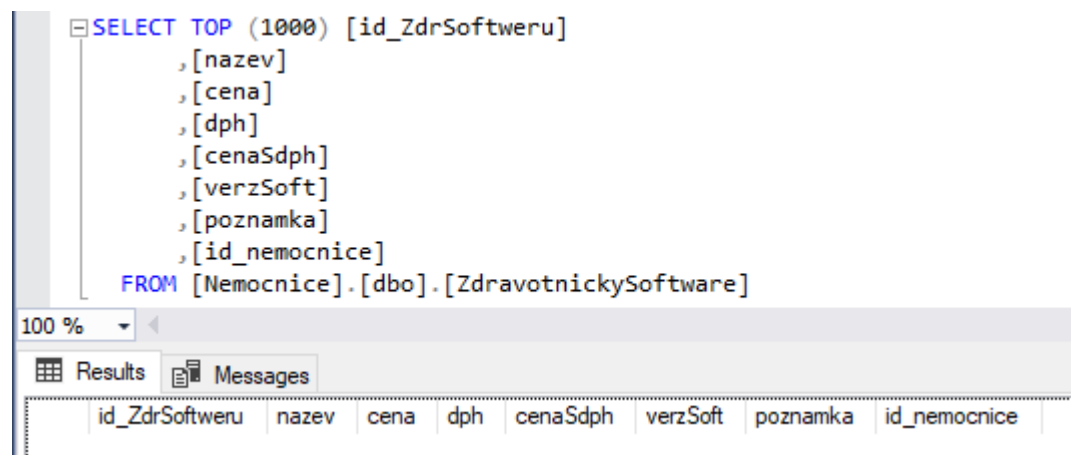 SELECT TOP (1000) [id_ZdrSoftweru]
,[nazev]
,[cena]
,[dph]
,[cenaSdph]
,[verzSoft]
,[poznamka]
,[id_nemocnice]
FROM [Nemocnice].[dbo].[ZdravotnickySoftware]
100 %
Results Messages
id_ZdrSoftweru nazev cena dph cenaSdph verzSoft poznamka id_nemocnice